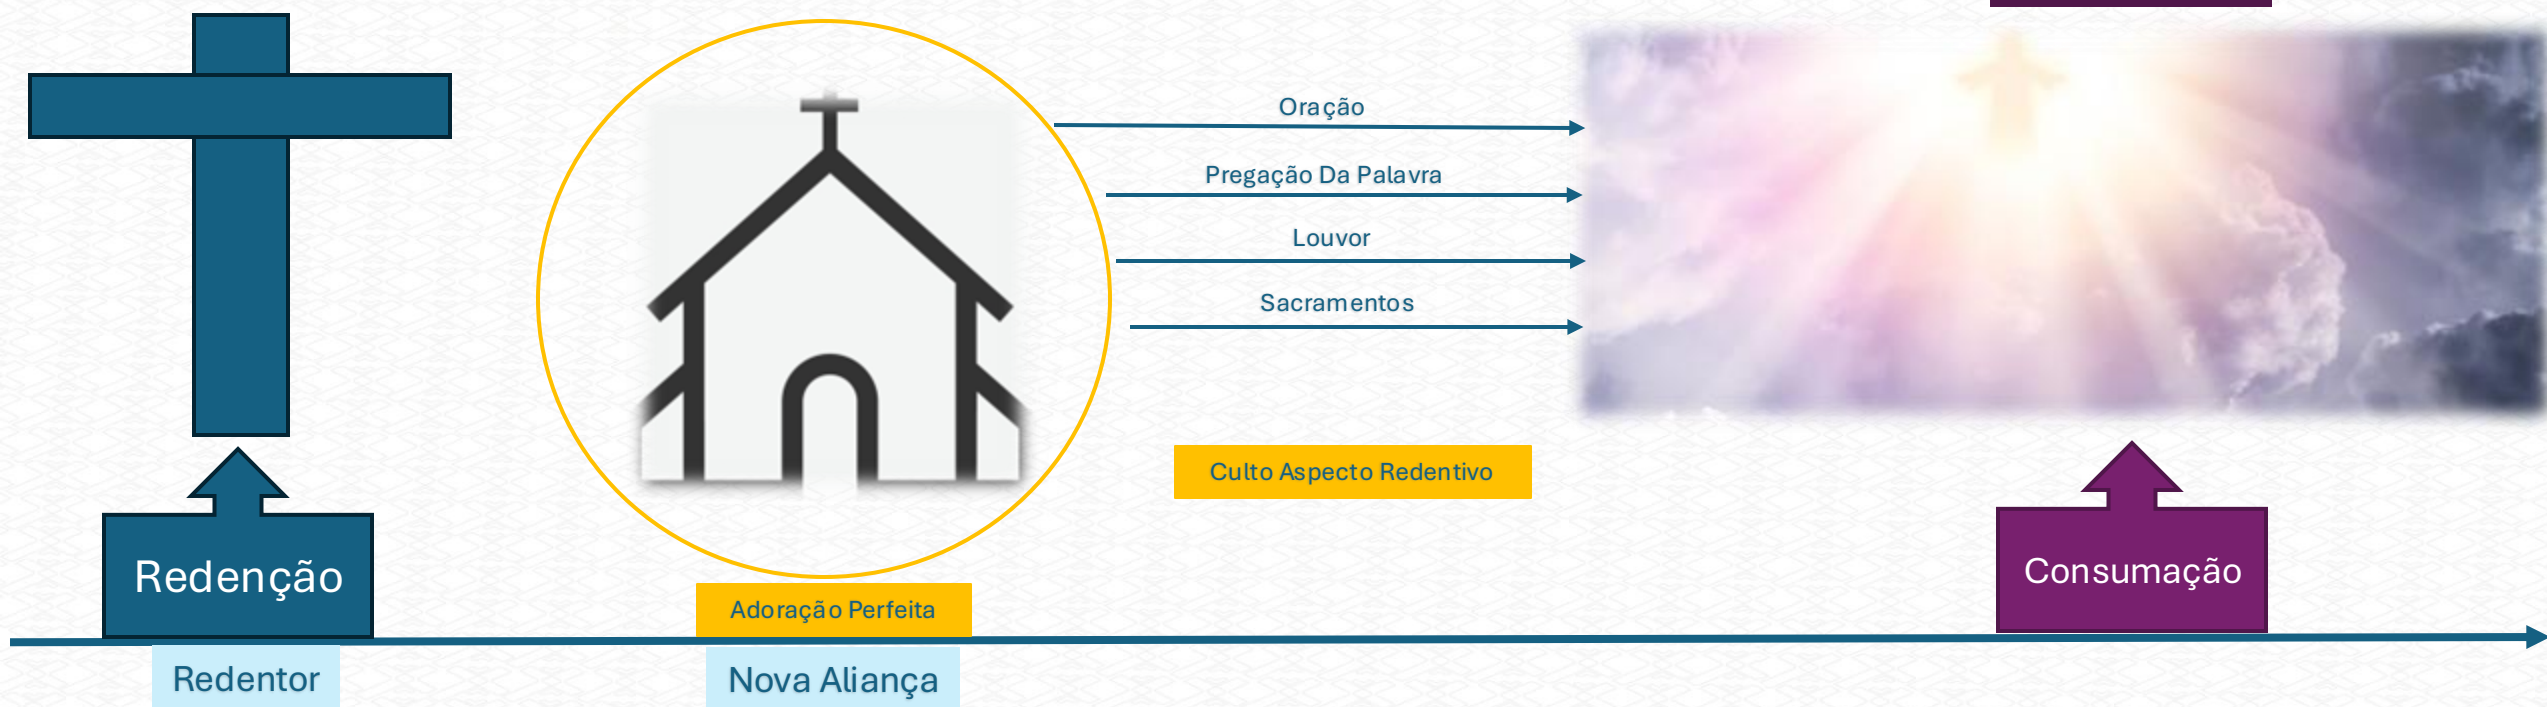 Oração
Pregação Da Palavra
Louvor
Sacramentos
Culto Aspecto Redentivo
Redenção
Consumação
Adoração Perfeita
Redentor
Nova Aliança